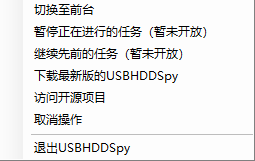 切换至前台
暂停正在进行的任务（暂未开放）
继续先前的任务（暂未开放）
下载最新版的USBHDDSpy
访问开源项目
取消操作
退出USBHDDSpy